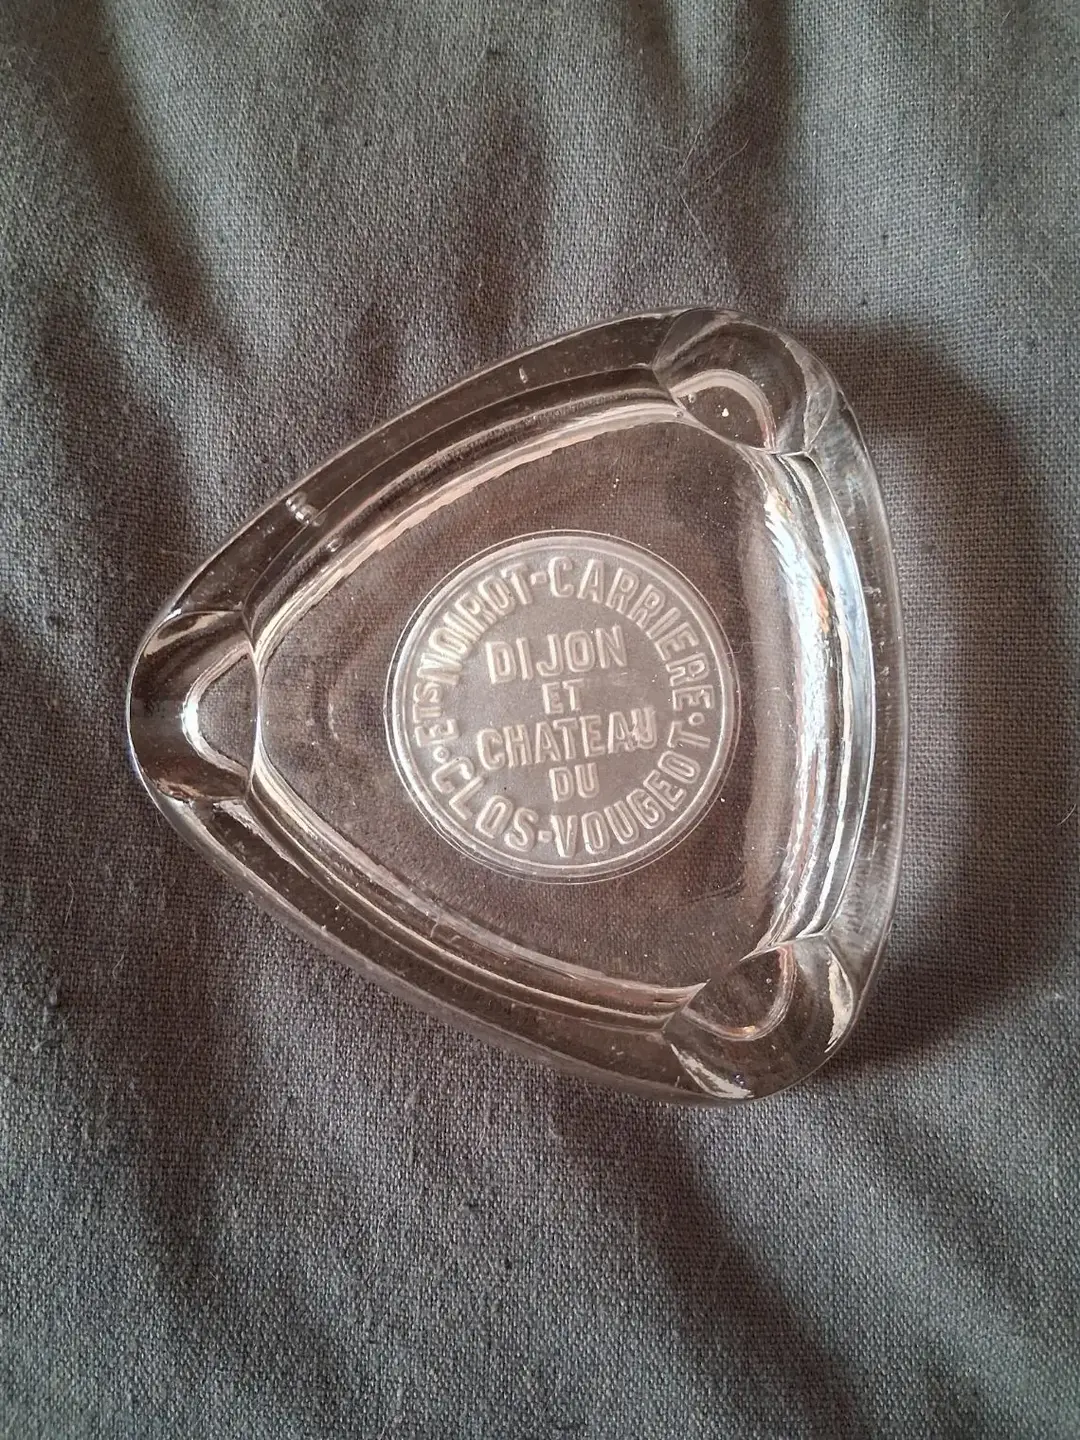 ETS VOIROT-CARRIERE.
DIJON
ET
CHATEAU
DU
.CLOS-VOUGEOT